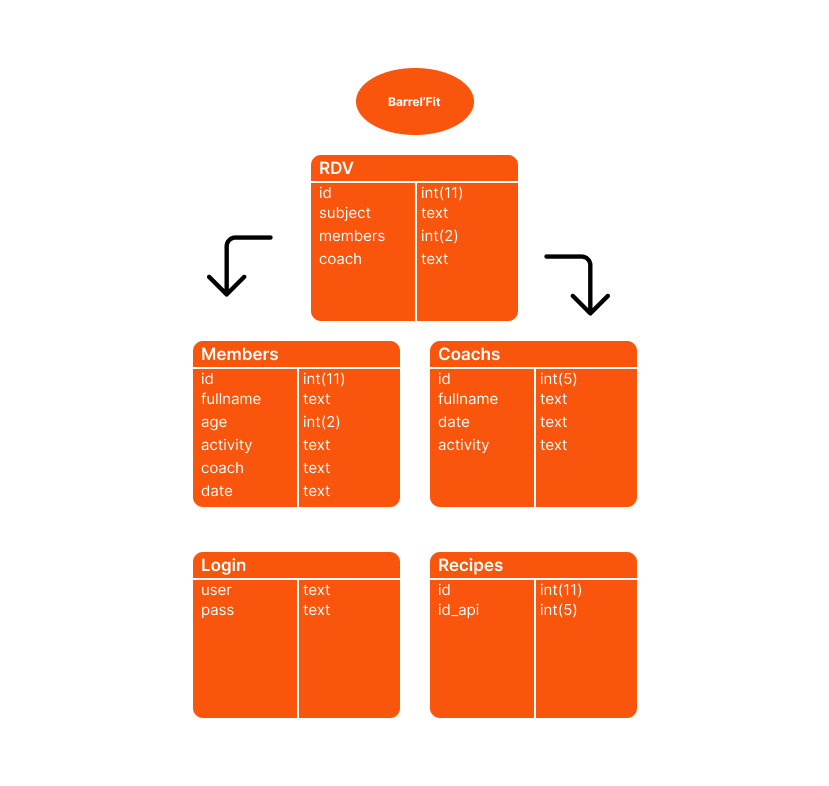 Barrel'Fit
RDV
id int(11)
subject text
members int(2)
coach text
Members
id int(11)
fullname text
age int(2)
activity text
coach text
date text
Coachs
id int(5)
fullname text
date text
activity text
Login
user text
pass text
Recipes
id int(11)
id_api int(5)